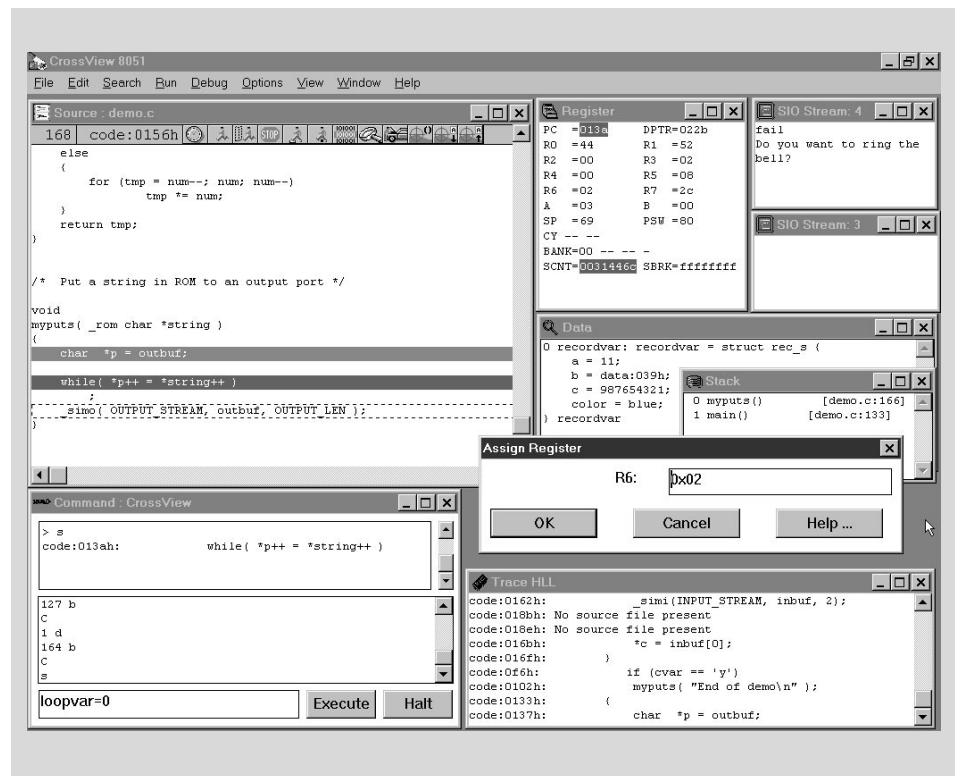 CrossView 8051
File Edit Search Run Debug Options View Window Help
Source : demo.c
168 code:0156h STOP
else
{
for (tmp = num--; num; num--)
tmp *= num;
}
return tmp;
}
/* Put a string in ROM to an output port */
void
myputs( _rom char *string )
{
char *p = outbuf;
while( *p++ = *string++ )
;
_simo( OUTPUT_STREAM, outbuf, OUTPUT_LEN );
}
Register
PC =013a DPTR=022b
R0 =44 R1 =52
R2 =00 R3 =02
R4 =00 R5 =08
R6 =02 R7 =2c
A =03 B =00
SP =69 PSW =80
CY -- --
BANK=00 -- -- -
SCNT=0031446c SBRK=ffffffff
SIO Stream: 4
fail
Do you want to ring the
bell?
SIO Stream: 3
Data
0 recordvar: recordvar = struct rec_s {
a = 11;
b = data:039h;
c = 987654321;
color = blue;
} recordvar
Stack
0 myputs() [demo.c:166]
1 main() [demo.c:133]
Assign Register
R6: 0x02
OK Cancel Help ...
Command : CrossView
> s
code:013ah: while( *p++ = *string++ )
127 b
C
1 d
164 b
C
s
loopvar=0
Execute Halt
Trace HLL
code:0162h: _simi(INPUT_STREAM, inbuf, 2);
code:018bh: No source file present
code:018eh: No source file present
code:016bh: *c = inbuf[0];
code:016fh: }
code:0f6h: if (cvar == 'y')
code:0102h: myputs( "End of demo\n" );
code:0133h: {
code:0137h: char *p = outbuf;